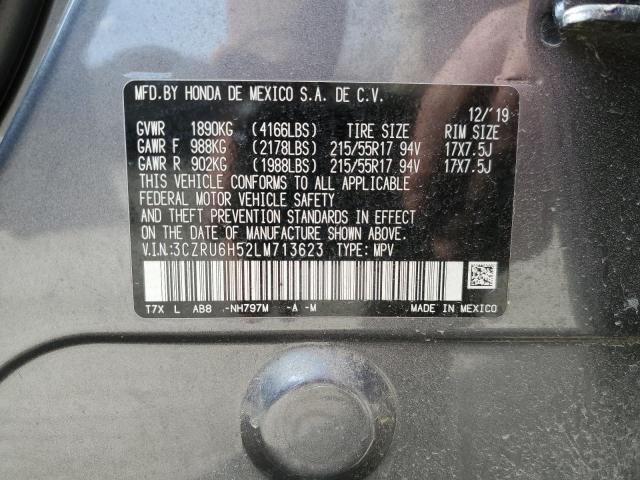 MFD.BY HONDA DE MEXICO S.A. DE C.V.
12/'19
GVWR 1890KG (4166LBS) TIRE SIZE RIM SIZE
GAWR F 988KG (2178LBS) 215/55R17 94V 17X7.5J
GAWR R 902KG (1988LBS) 215/55R17 94V 17X7.5J
THIS VEHICLE CONFORMS TO ALL APPLICABLE
FEDERAL MOTOR VEHICLE SAFETY
AND THEFT PREVENTION STANDARDS IN EFFECT
ON THE DATE OF MANUFACTURE SHOWN ABOVE.
V.I.N:3CZRU6H52LM713623 TYPE: MPV
T7X L AB8 -NH797M -A -M MADE IN MEXICO